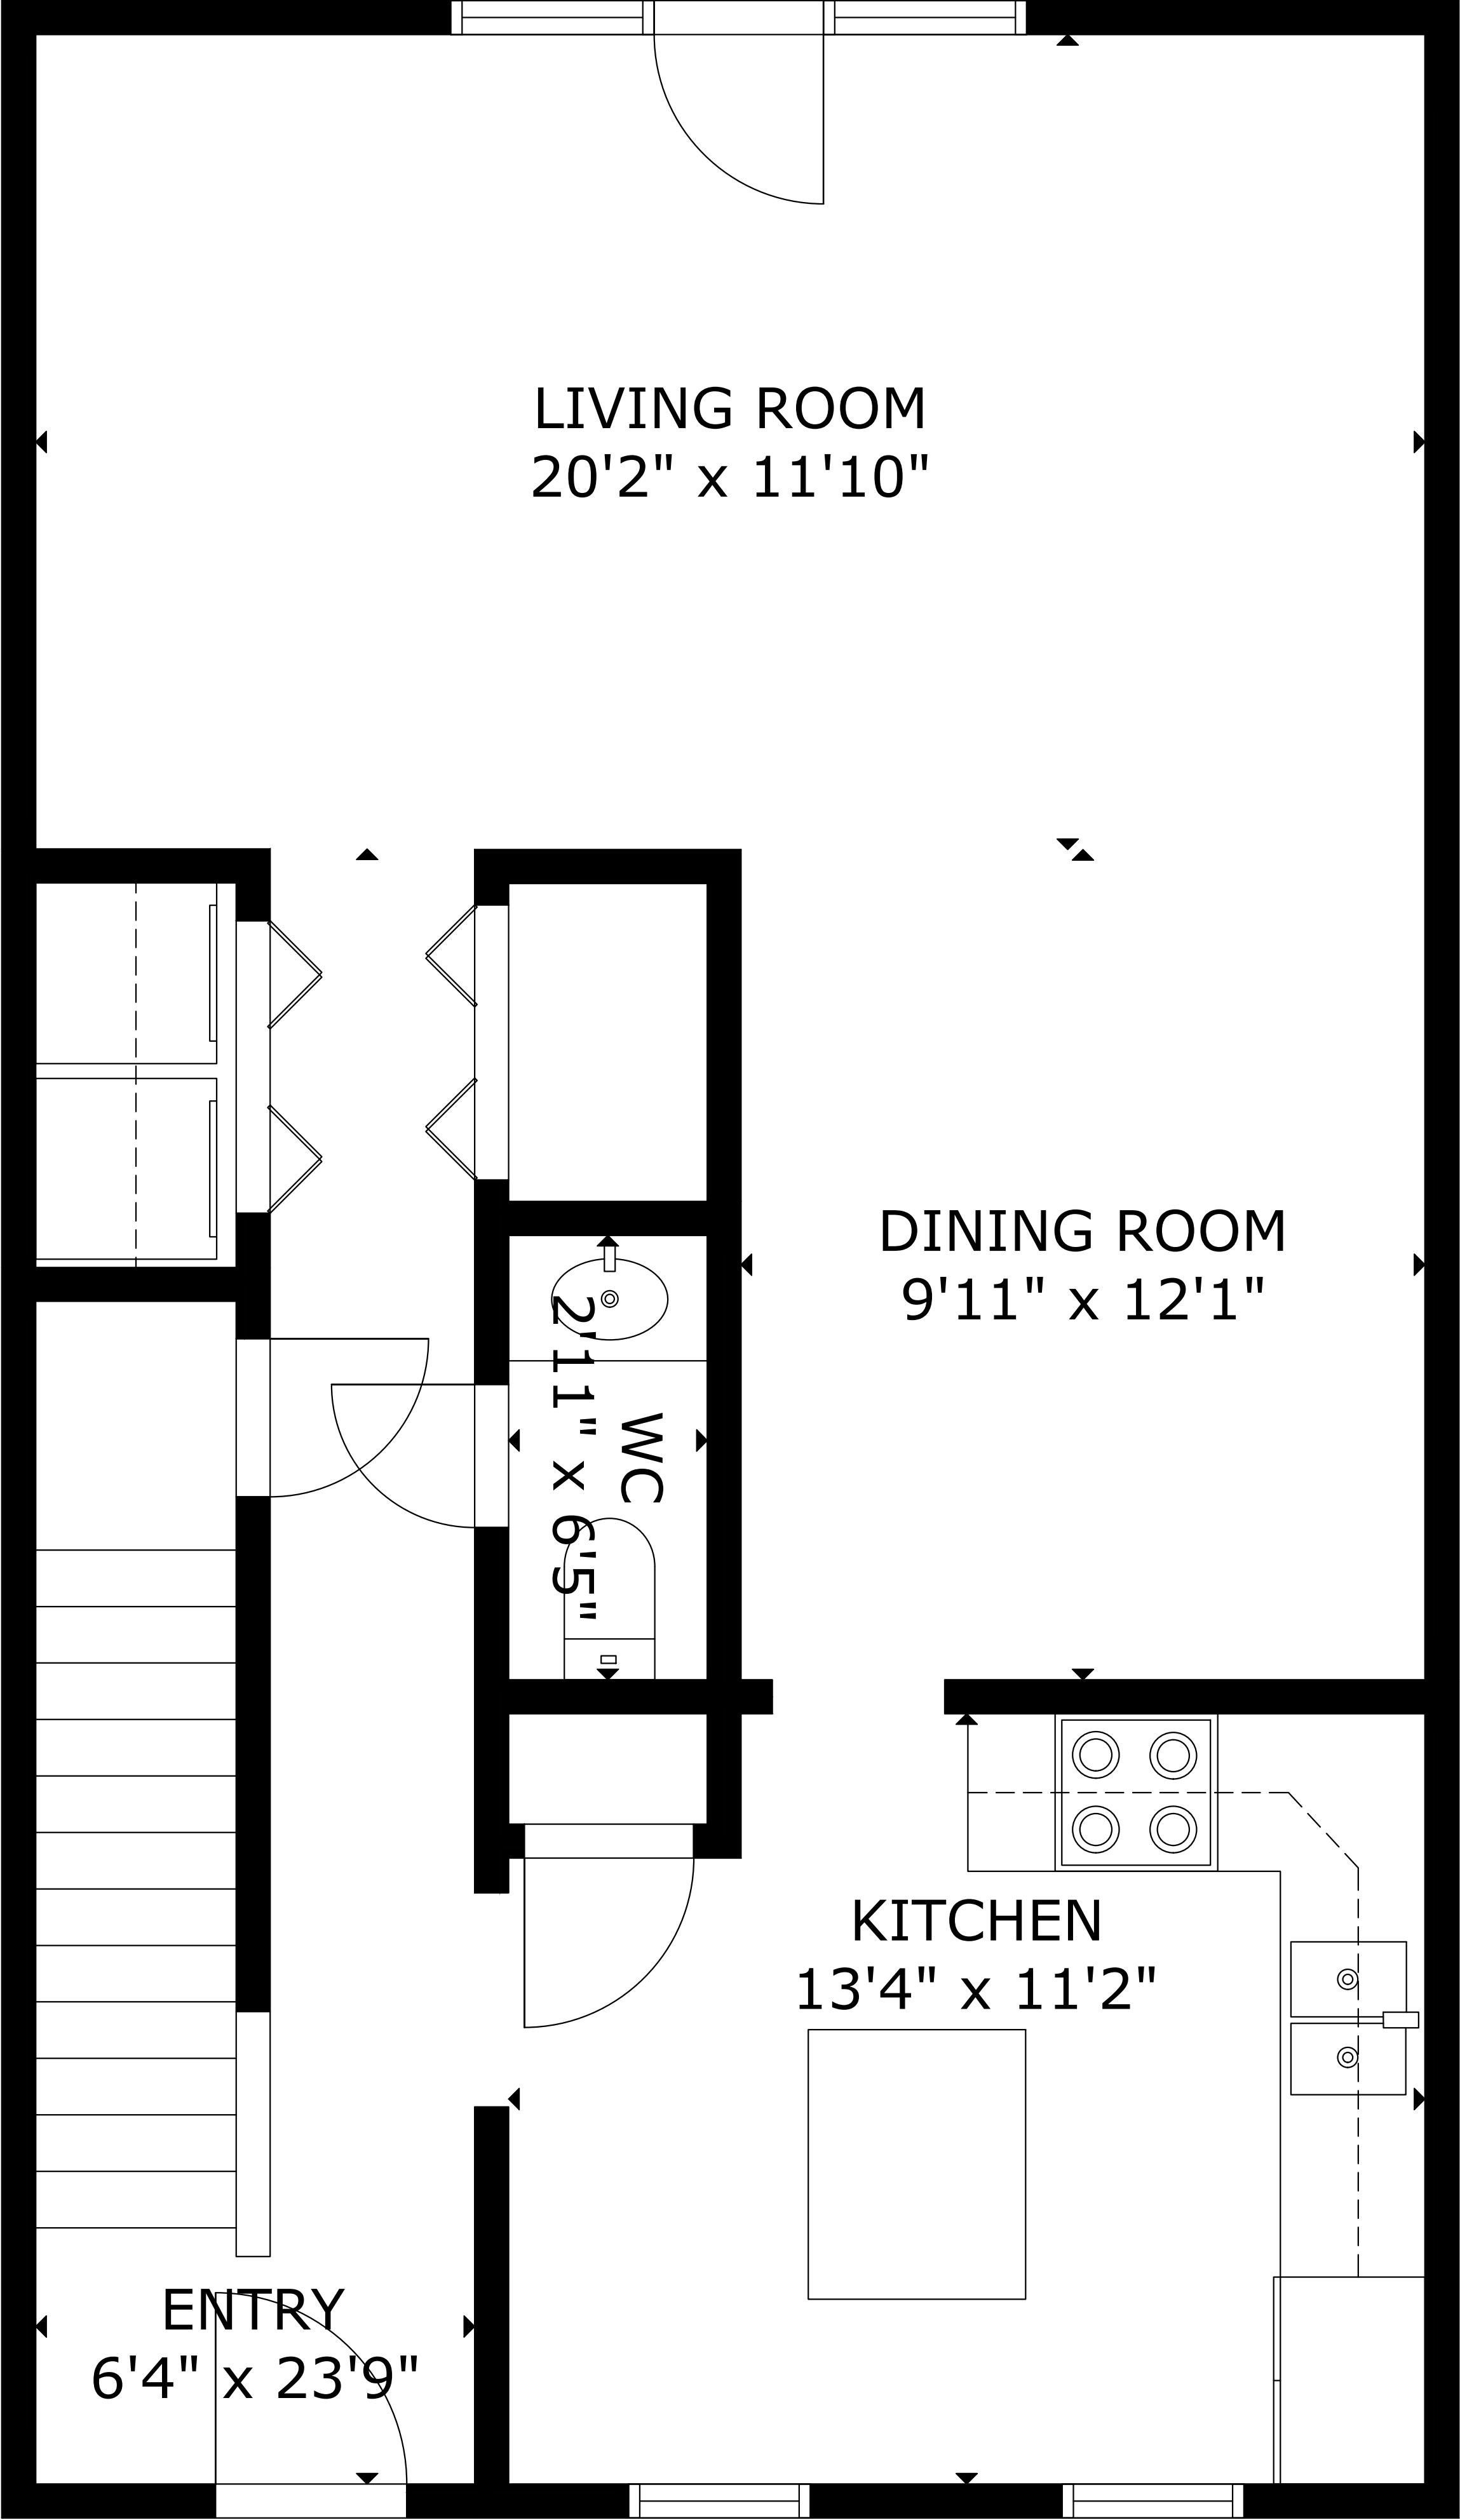 LIVING ROOM
20'2" x 11'10"
DINING ROOM
9'11" x 12'1"
WC
2'11" x 6'5"
KITCHEN
13'4" x 11'2"
ENTRY
6'4" x 23'9"